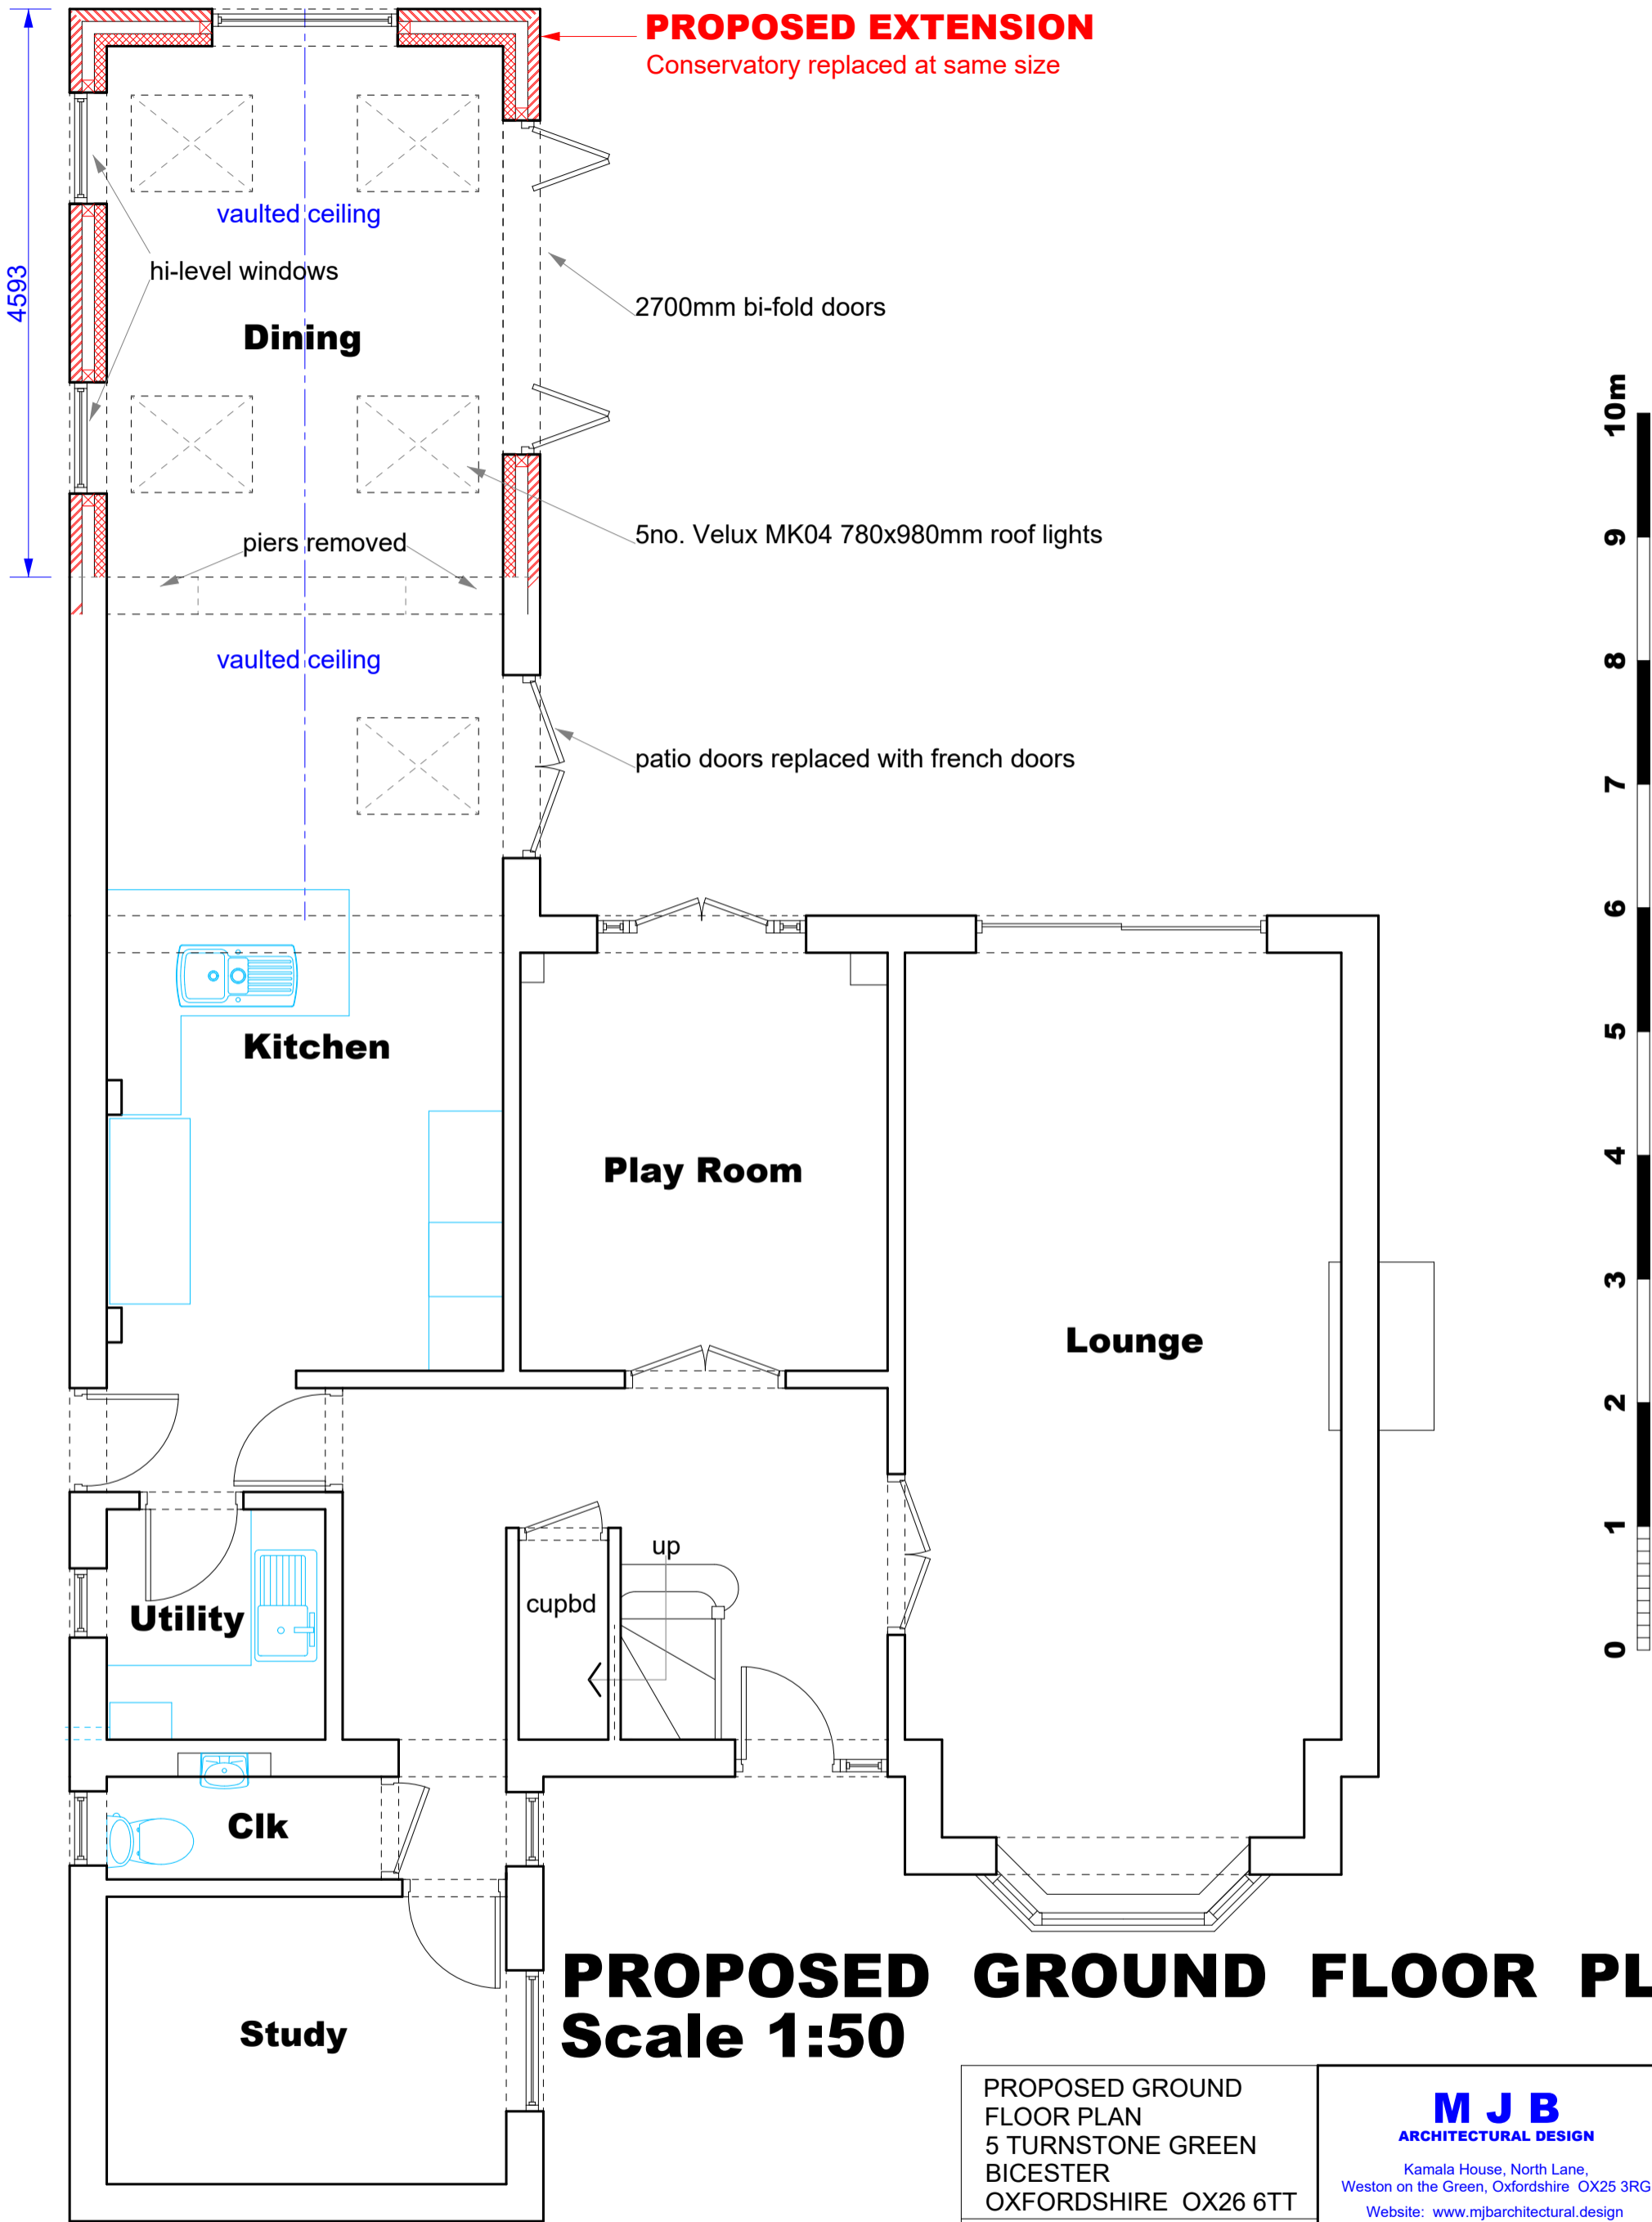 PROPOSED EXTENSION
Conservatory replaced at same size
vaulted ceiling
hi-level windows
4593
2700mm bi-fold doors
Dining
5no. Velux MK04 780x980mm roof lights
piers removed
vaulted ceiling
patio doors replaced with french doors
Kitchen
Play Room
Lounge
up
cupbd
Utility
Clk
Study
10m
9
8
7
6
5
4
3
2
1
0
PROPOSED GROUND FLOOR PL
Scale 1:50
PROPOSED GROUND
FLOOR PLAN
5 TURNSTONE GREEN
BICESTER
OXFORDSHIRE OX26 6TT
M J B
ARCHITECTURAL DESIGN
Kamala House, North Lane,
Weston on the Green, Oxfordshire OX25 3RG
Website: www.mjbarchitectural.design